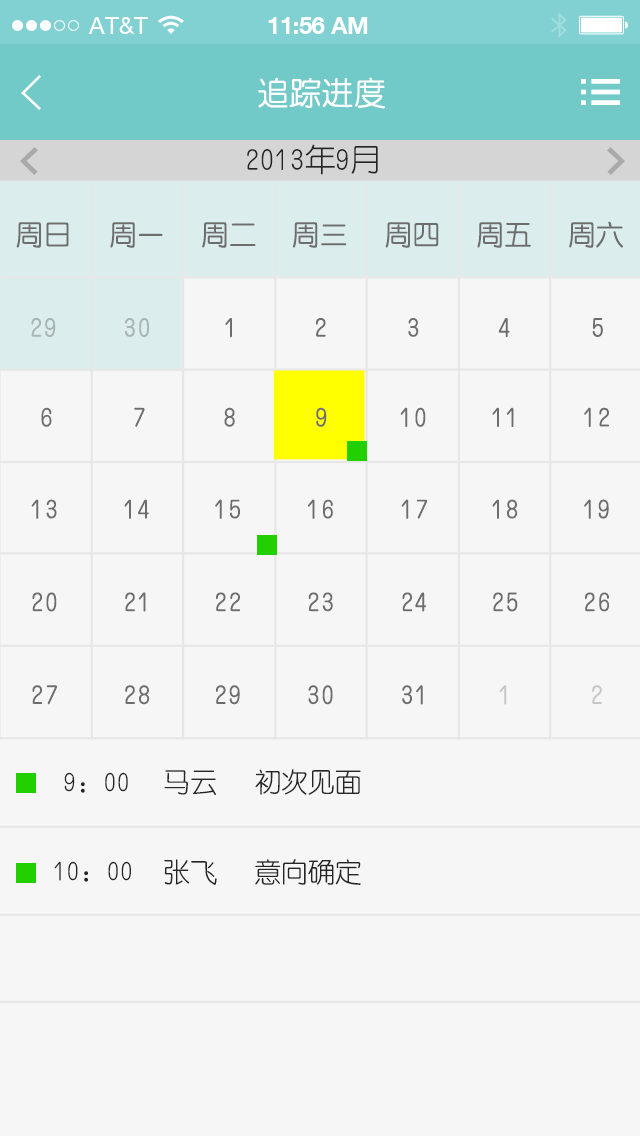 AT&T 11:56 AM
追踪进度
2013年9月
周日 周一 周二 周三 周四 周五 周六
29 30 1 2 3 4 5
6 7 8 9 10 11 12
13 14 15 16 17 18 19
20 21 22 23 24 25 26
27 28 29 30 31 1 2
9：00 马云 初次见面
10：00 张飞 意向确定